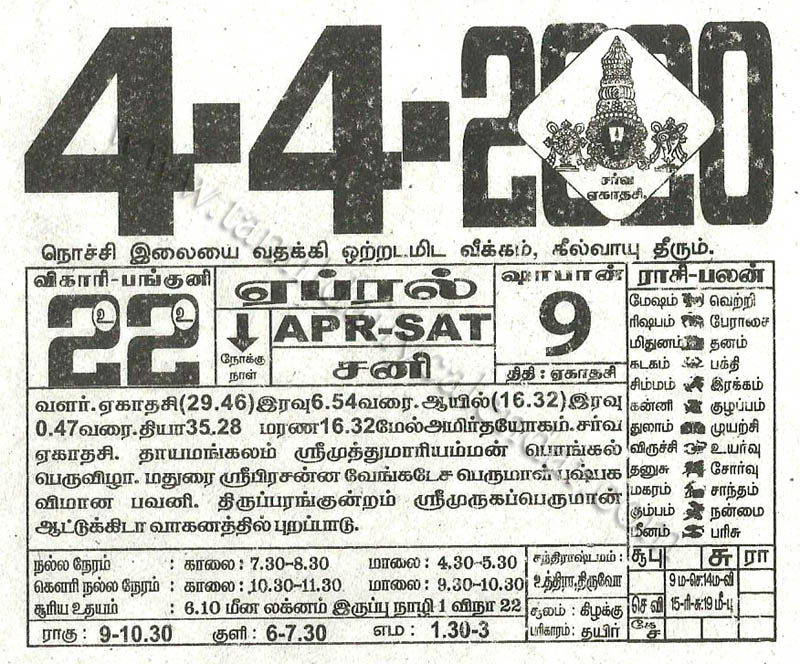 4-4-2020
சர்வ
ஏகாதசி.
நொச்சி இலையை வதக்கி ஒற்றடமிட வீக்கம், கீல்வாயு தீரும்.
விகாரி-பங்குனி
22
உ உ
ஏப்ரல்
APR-SAT
சனி
நோக்கு
நாள்
ஷாபான்
9
திதி : ஏகாதசி
ராசி-பலன்
மேஷம் வெற்றி
ரிஷபம் பேராசை
மிதுனம் தனம்
கடகம் பக்தி
சிம்மம் இரக்கம்
கன்னி குழப்பம்
துலாம் முயற்சி
விருச்சி உயர்வு
தனுசு சோர்வு
மகரம் சாந்தம்
கும்பம் நன்மை
மீனம் பரிசு
வளர். ஏகாதசி(29.46)இரவு6.54வரை. ஆயில்(16.32)இரவு
0.47வரை.தியா35.28 மரண16.32மேல்அமிர்தயோகம்.சர்வ
ஏகாதசி. தாயமங்கலம் ஸ்ரீமுத்துமாரியம்மன் பொங்கல்
பெருவிழா. மதுரை ஸ்ரீபிரசன்ன வேங்கடேச பெருமாள் புஷ்பக
விமான பவனி. திருப்பரங்குன்றம் ஸ்ரீமுருகப்பெருமான்
ஆட்டுக்கிடா வாகனத்தில் புறப்பாடு.
நல்ல நேரம் : காலை: 7.30-8.30 மாலை: 4.30-5.30
கௌரி நல்ல நேரம் : காலை: 10.30-11.30 மாலை: 9.30-10.30
சூரிய உதயம் : 6.10 மீன லக்னம் இருப்பு நாழி 1 விநா 22
ராகு : 9-10.30 குளி : 6-7.30 எம : 1.30-3
சந்திராஷ்டமம்:
உத்திரா,திருவோ
சூலம் : கிழக்கு
பரிகாரம் : தயிர்
சூபு சு ரா
9 ம-செ:14ம-வி
செ வி 15-ரி-சு:19 மீ-பு
ச